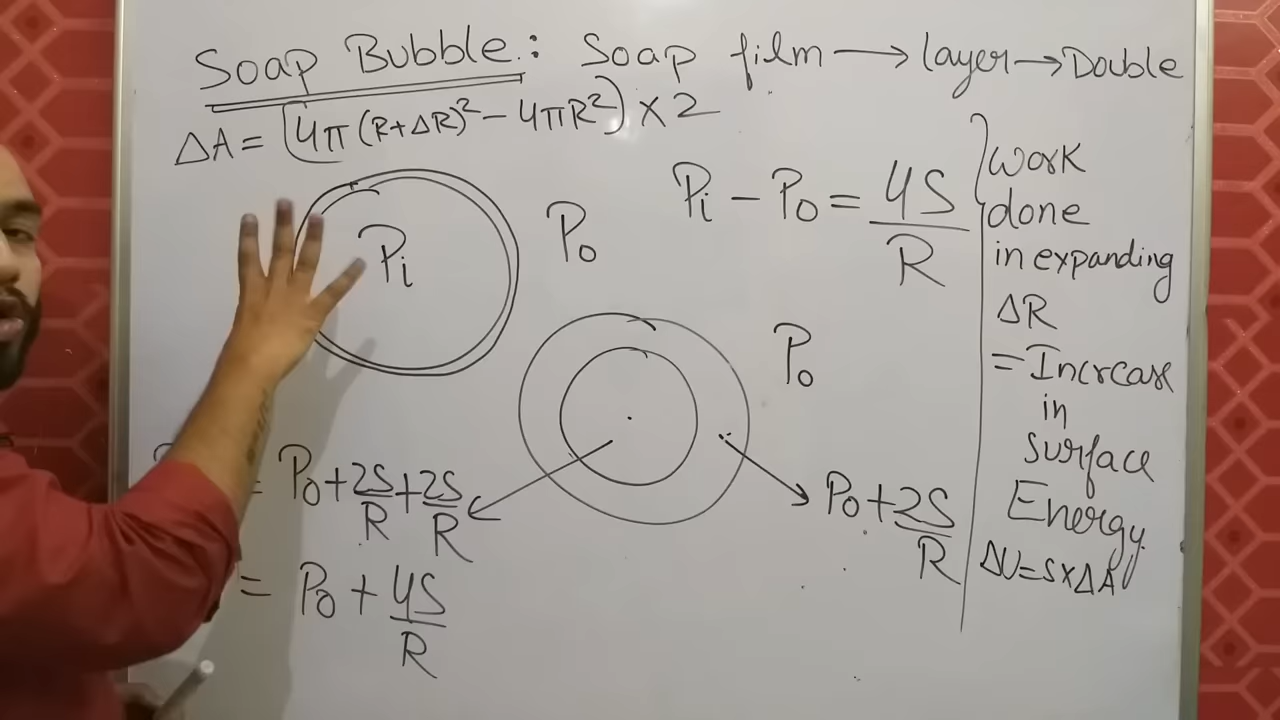 Soap Bubble: Soap film → layer → Double
ΔA = (4π(R+ΔR)² − 4πR²) × 2
Pi
Po
Pi − Po = 4S/R
Work
done
in expanding
ΔR
= Increase
in
surface
Energy
ΔU = S×ΔA
Po
Po + 2S/R
= Po + 2S/R + 2S/R
= Po + 4S/R